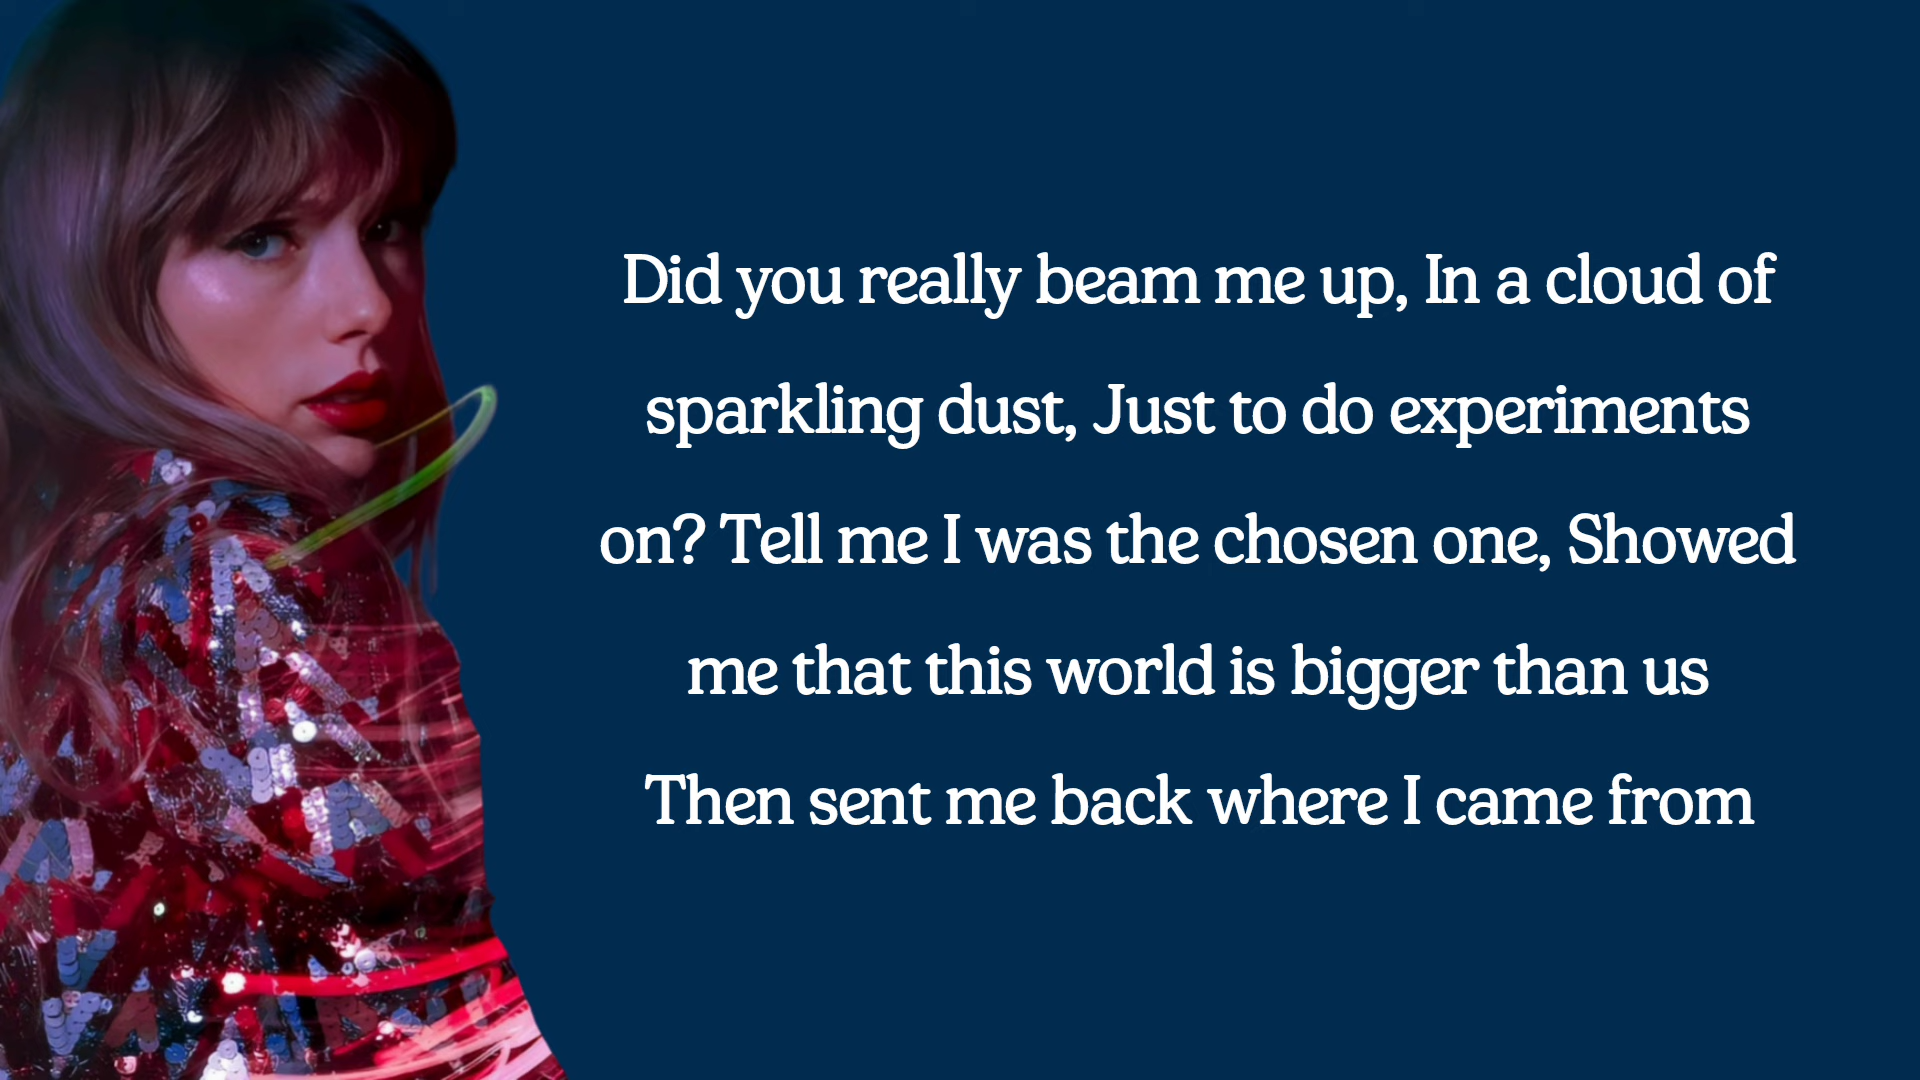 Did you really beam me up, In a cloud of
sparkling dust, Just to do experiments
on? Tell me I was the chosen one, Showed
me that this world is bigger than us
Then sent me back where I came from